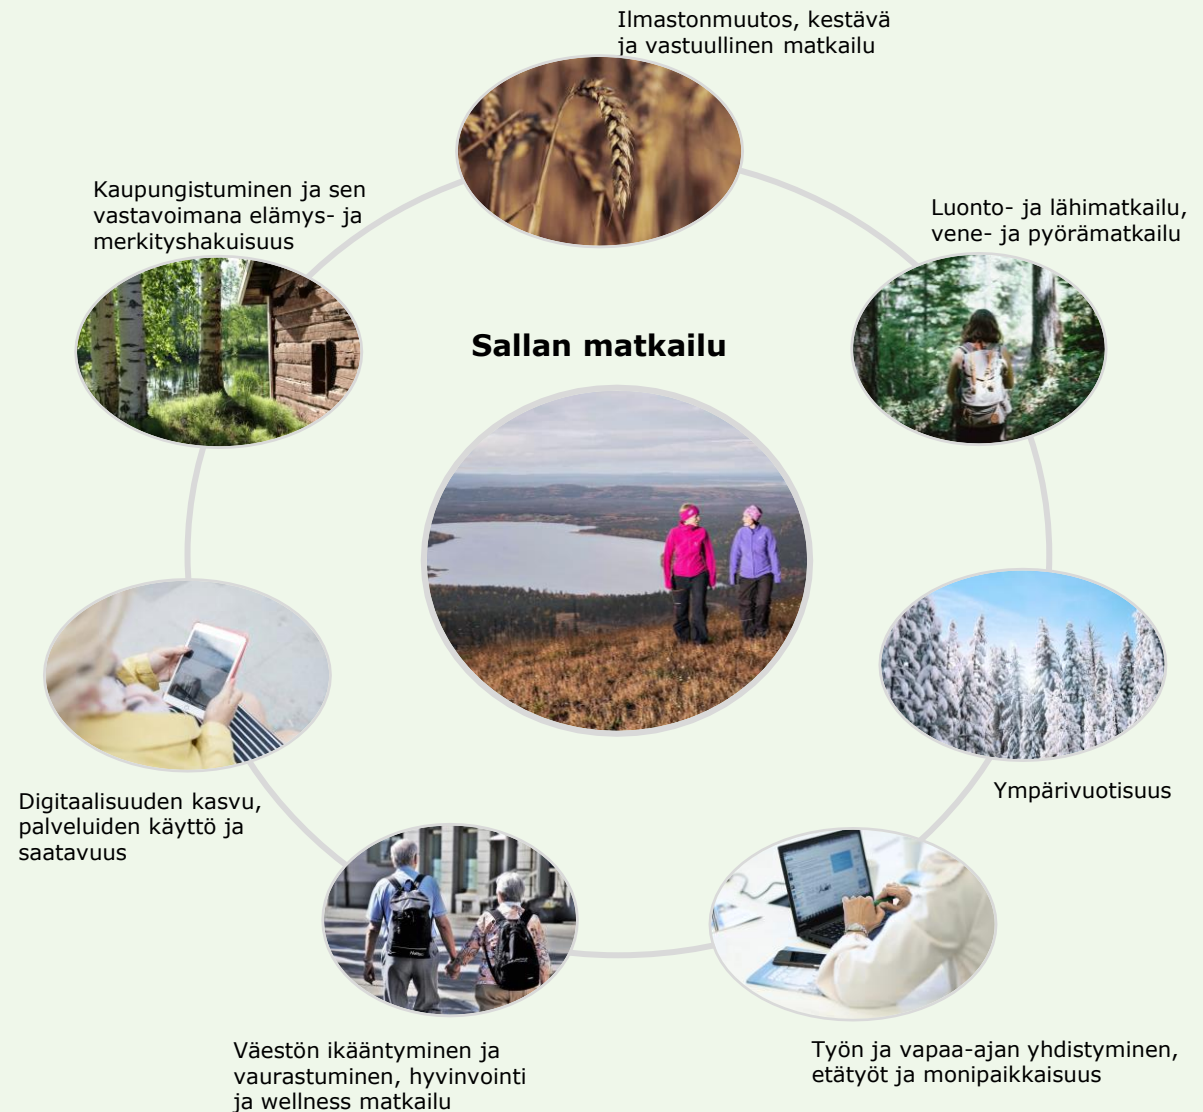 Ilmastonmuutos, kestävä
ja vastuullinen matkailu
Kaupungistuminen ja sen
vastavoimana elämys- ja
merkityshakuisuus
Luonto- ja lähimatkailu,
vene- ja pyörämatkailu
Sallan matkailu
Ympärivuotisuus
Digitaalisuuden kasvu,
palveluiden käyttö ja
saatavuus
Väestön ikääntyminen ja
vaurastuminen, hyvinvointi
ja wellness matkailu
Työn ja vapaa-ajan yhdistyminen,
etätyöt ja monipaikkaisuus